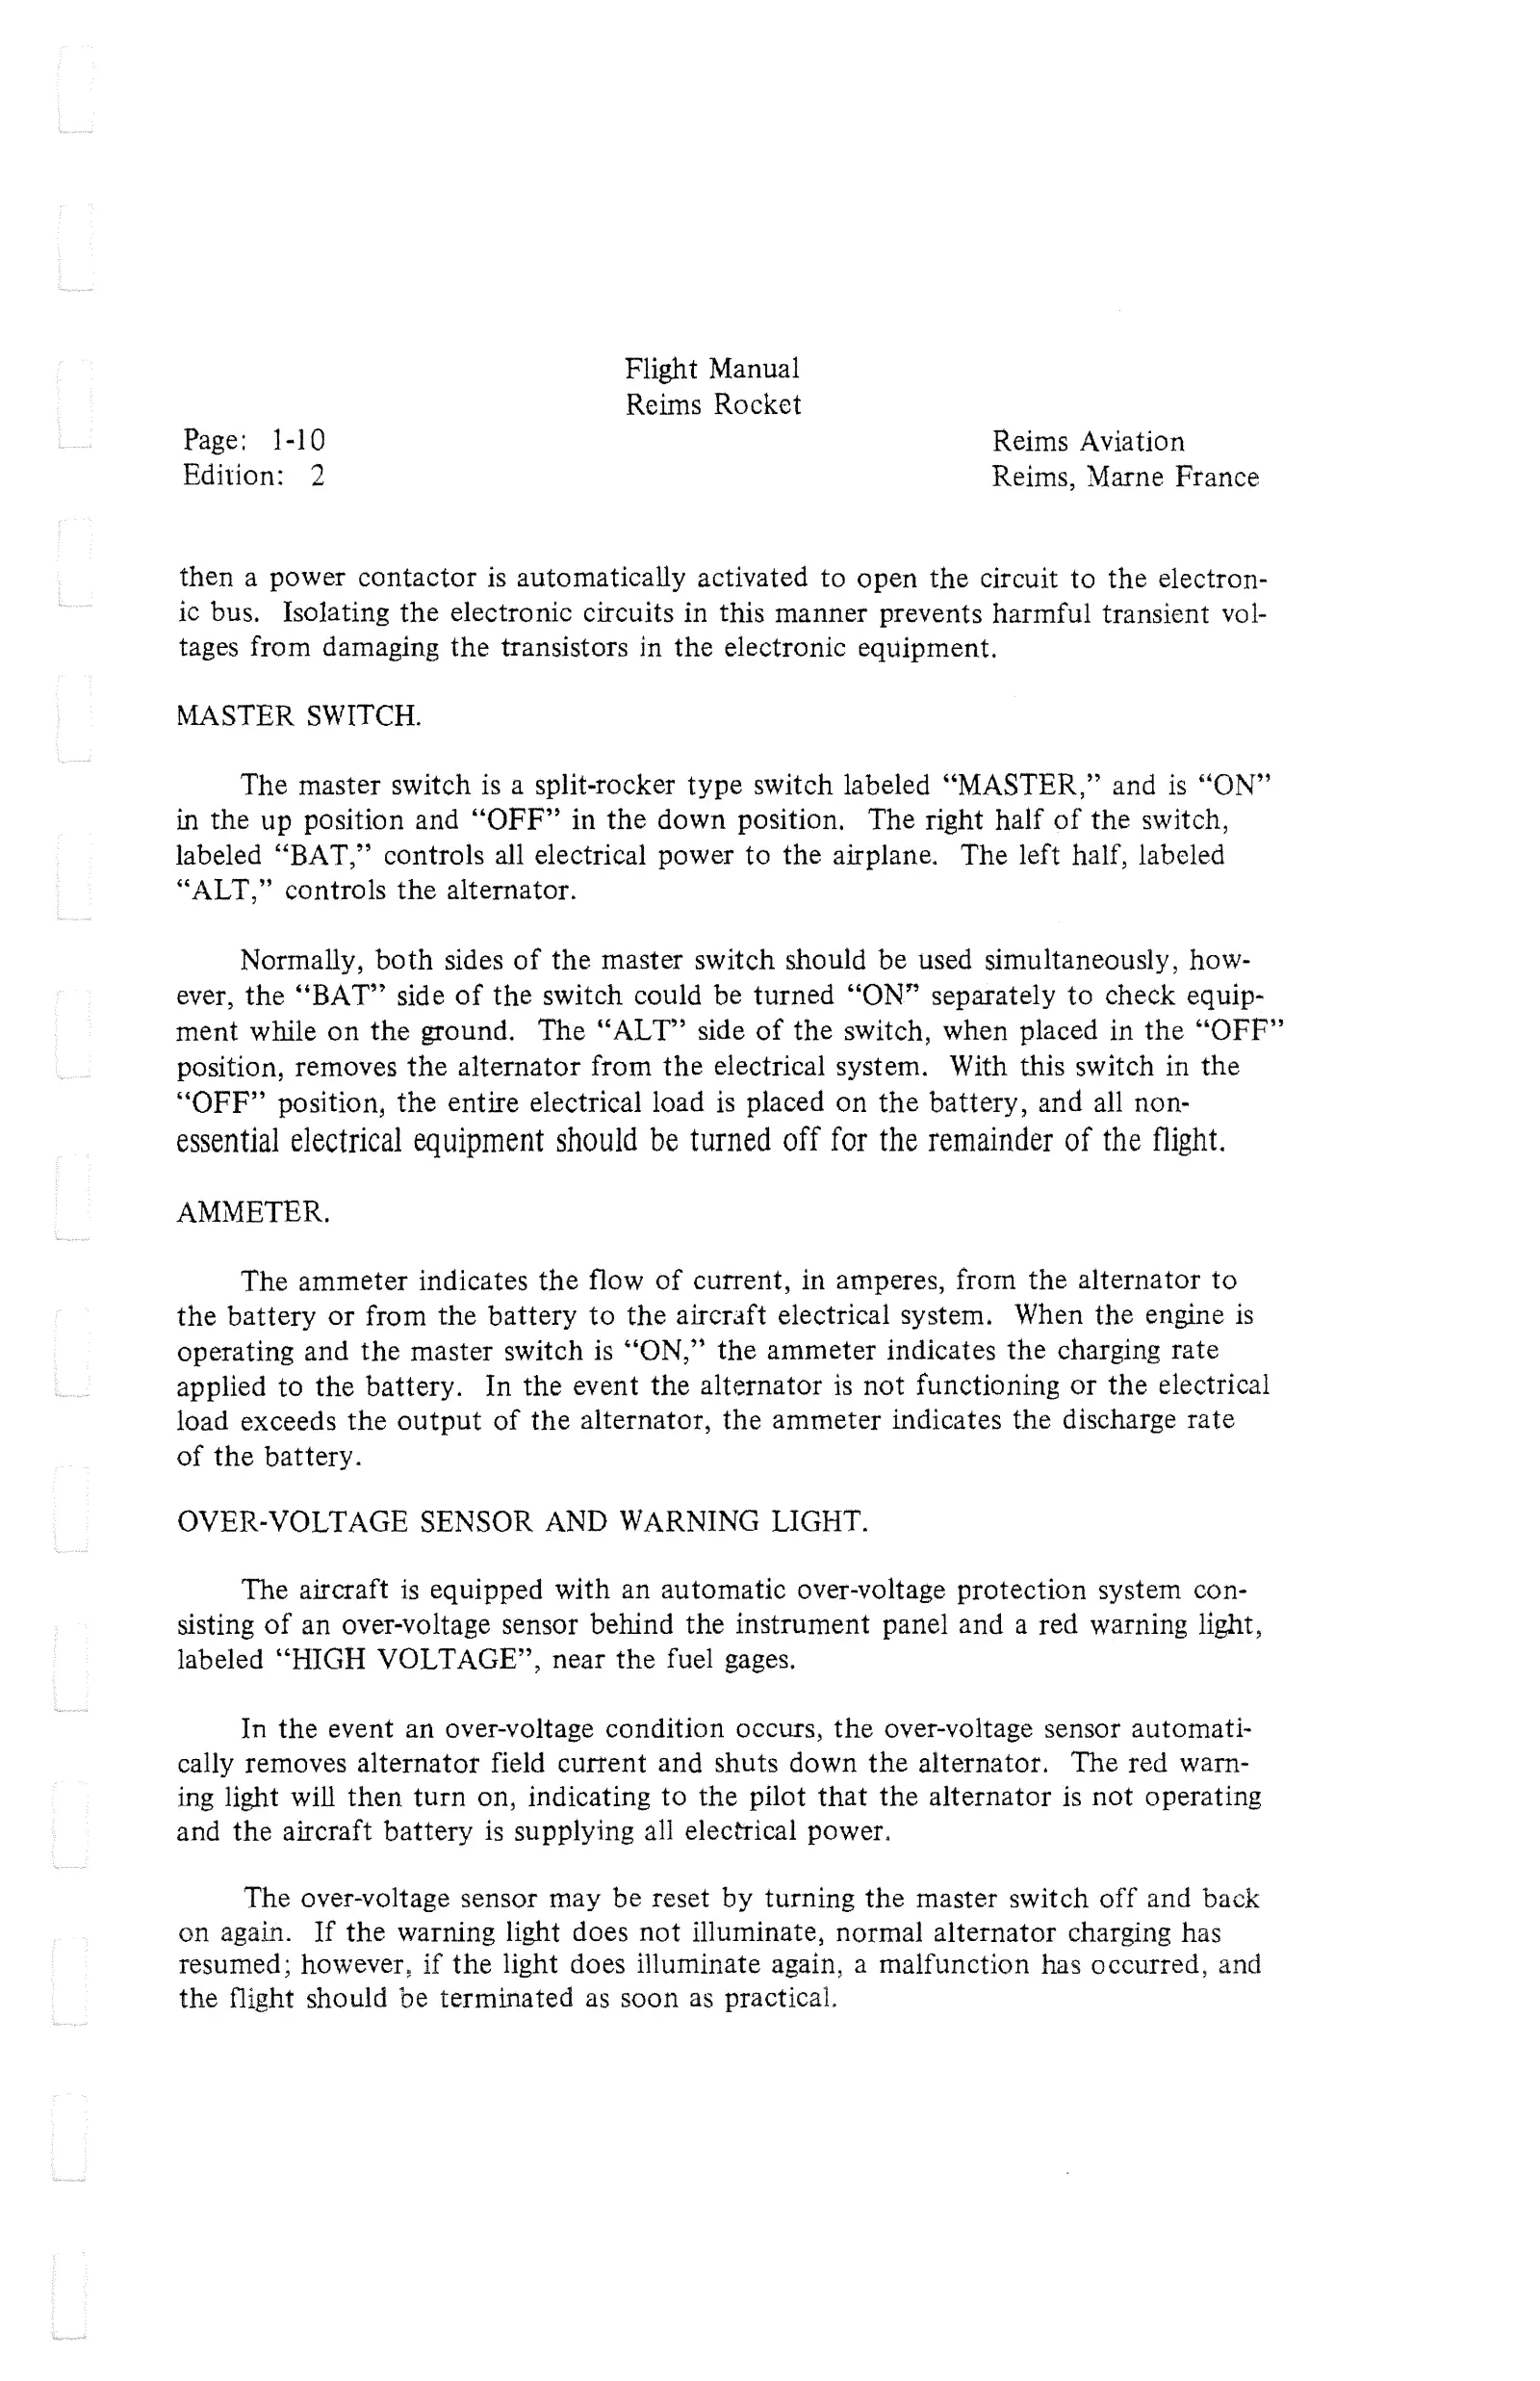 Flight Manual
Reims Rocket
Page: 1-10
Reims Aviation
Edition: 2
Reims, Marne France
then a power contactor is automatically activated to open the circuit to the electron-
ic bus. Isolating the electronic circuits in this manner prevents harmful transient vol-
tages from damaging the transistors in the electronic equipment.
MASTER SWITCH.
The master switch is a split-rocker type switch labeled “MASTER,” and is “ON”
in the up position and “OFF” in the down position. The right half of the switch,
labeled “BAT,” controls all electrical power to the airplane. The left half, labeled
“ALT,” controls the alternator.
Normally, both sides of the master switch should be used simultaneously, how-
ever, the “BAT” side of the switch could be turned “ON” separately to check equip-
ment while on the ground. The “ALT” side of the switch, when placed in the “OFF”
position, removes the alternator from the electrical system. With this switch in the
“OFF” position, the entire electrical load is placed on the battery, and all non-
essential electrical equipment should be turned off for the remainder of the flight.
AMMETER.
The ammeter indicates the flow of current, in amperes, from the alternator to
the battery or from the battery to the aircraft electrical system. When the engine is
operating and the master switch is “ON,” the ammeter indicates the charging rate
applied to the battery. In the event the alternator is not functioning or the electrical
load exceeds the output of the alternator, the ammeter indicates the discharge rate
of the battery.
OVER-VOLTAGE SENSOR AND WARNING LIGHT.
The aircraft is equipped with an automatic over-voltage protection system con-
sisting of an over-voltage sensor behind the instrument panel and a red warning light,
labeled “HIGH VOLTAGE”, near the fuel gages.
In the event an over-voltage condition occurs, the over-voltage sensor automati-
cally removes alternator field current and shuts down the alternator. The red warn-
ing light will then turn on, indicating to the pilot that the alternator is not operating
and the aircraft battery is supplying all electrical power.
The over-voltage sensor may be reset by turning the master switch off and back
on again. If the warning light does not illuminate, normal alternator charging has
resumed; however, if the light does illuminate again, a malfunction has occurred, and
the flight should be terminated as soon as practical.